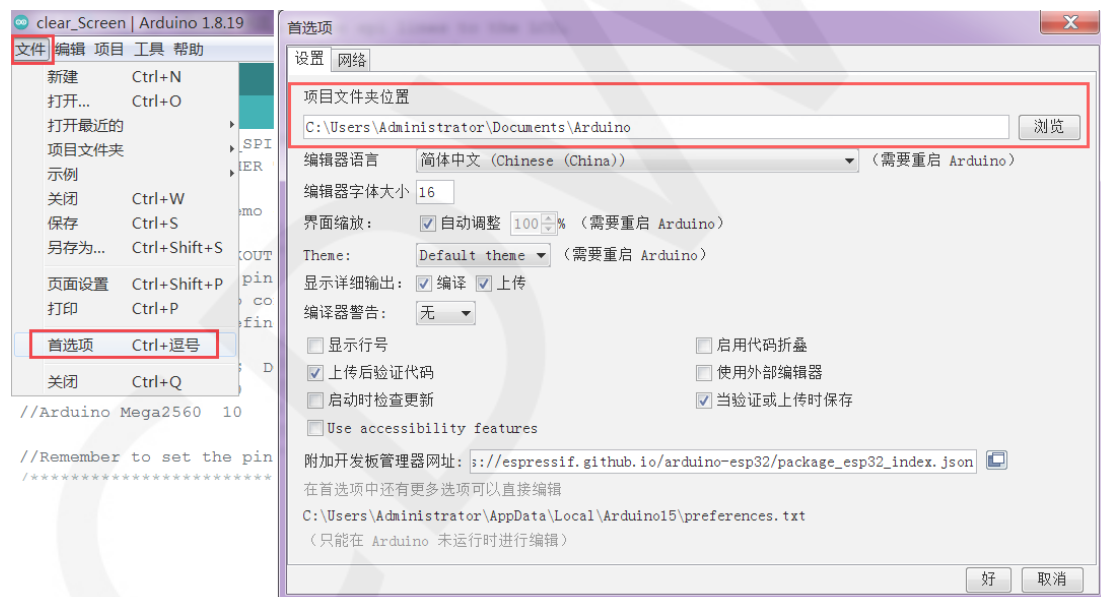 clear_Screen | Arduino 1.8.19
文件 编辑 项目 工具 帮助
新建 Ctrl+N
打开... Ctrl+O
打开最近的
项目文件夹
示例
关闭 Ctrl+W
保存 Ctrl+S
另存为... Ctrl+Shift+S
页面设置 Ctrl+Shift+P
打印 Ctrl+P
首选项 Ctrl+逗号
关闭 Ctrl+Q
_SPI
pin
//Arduino Mega2560 10
//Remember to set the pin
/************************
首选项
设置 网络
项目文件夹位置
C:\Users\Administrator\Documents\Arduino 浏览
编辑器语言 简体中文 (Chinese (China)) (需要重启 Arduino)
编辑器字体大小 16
界面缩放: 自动调整 100 % (需要重启 Arduino)
Theme: Default theme (需要重启 Arduino)
显示详细输出: 编译 上传
编译器警告: 无
显示行号 启用代码折叠
上传后验证代码 使用外部编辑器
启动时检查更新 当验证或上传时保存
Use accessibility features
附加开发板管理器网址: s://espressif.github.io/arduino-esp32/package_esp32_index.json
在首选项中还有更多选项可以直接编辑
C:\Users\Administrator\AppData\Local\Arduino15\preferences.txt
(只能在 Arduino 未运行时进行编辑)
好 取消